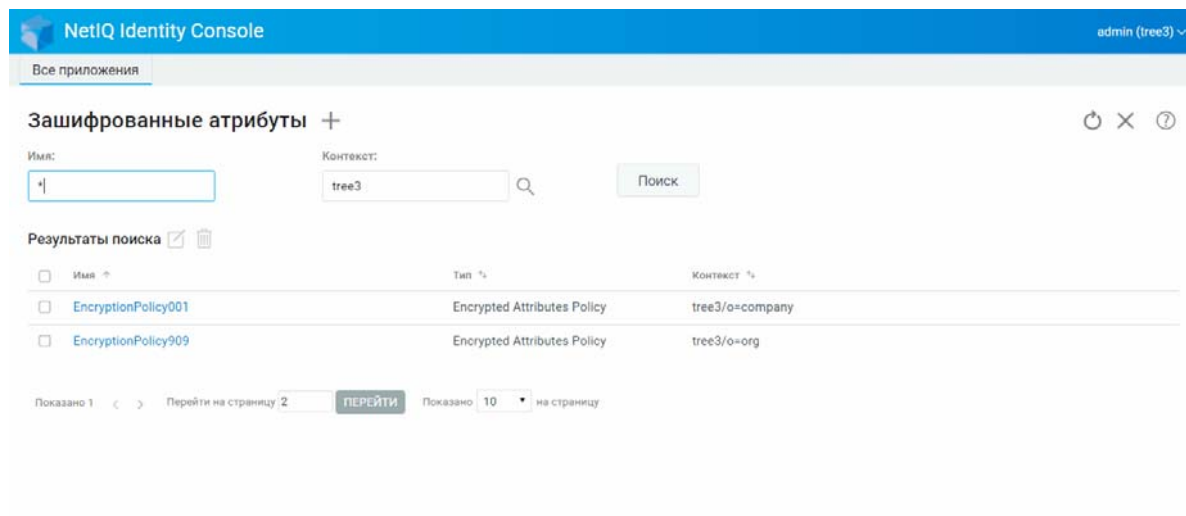 NetIQ Identity Console
admin (tree3)
Все приложения
Зашифрованные атрибуты
Имя: Контекст:
* tree3 Поиск
Результаты поиска
Имя Тип Контекст
EncryptionPolicy001 Encrypted Attributes Policy tree3/o=company
EncryptionPolicy909 Encrypted Attributes Policy tree3/o=org
Показано 1 Перейти на страницу 2 ПЕРЕЙТИ Показано 10 на страницу